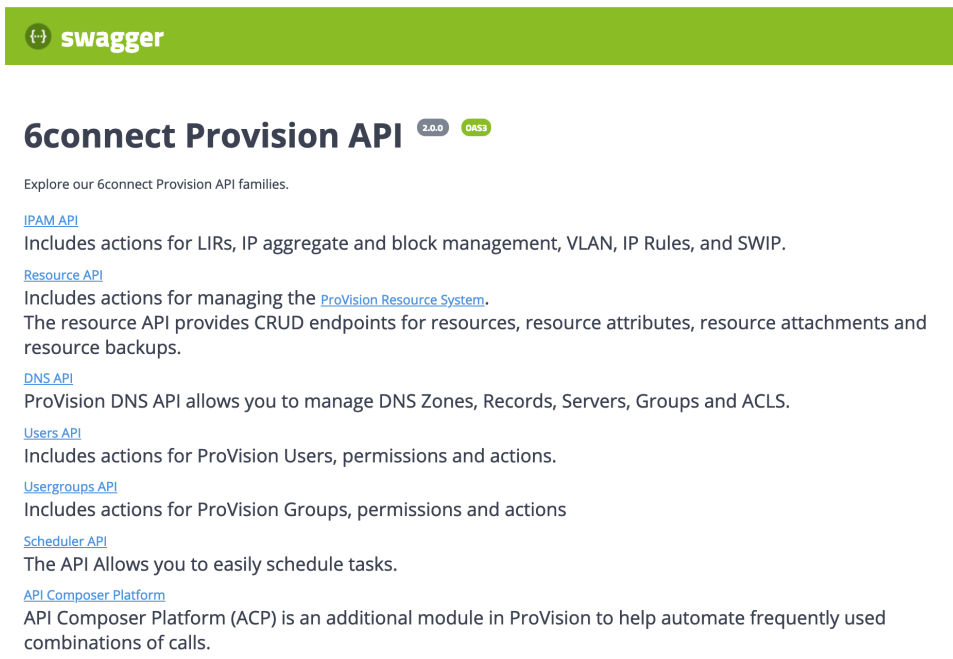 {...} swagger
6connect Provision API 2.0.0 OAS3
Explore our 6connect Provision API families.
IPAM API
Includes actions for LIRs, IP aggregate and block management, VLAN, IP Rules, and SWIP.
Resource API
Includes actions for managing the ProVision Resource System.
The resource API provides CRUD endpoints for resources, resource attributes, resource attachments and
resource backups.
DNS API
ProVision DNS API allows you to manage DNS Zones, Records, Servers, Groups and ACLS.
Users API
Includes actions for ProVision Users, permissions and actions.
Usergroups API
Includes actions for ProVision Groups, permissions and actions
Scheduler API
The API Allows you to easily schedule tasks.
API Composer Platform
API Composer Platform (ACP) is an additional module in ProVision to help automate frequently used
combinations of calls.